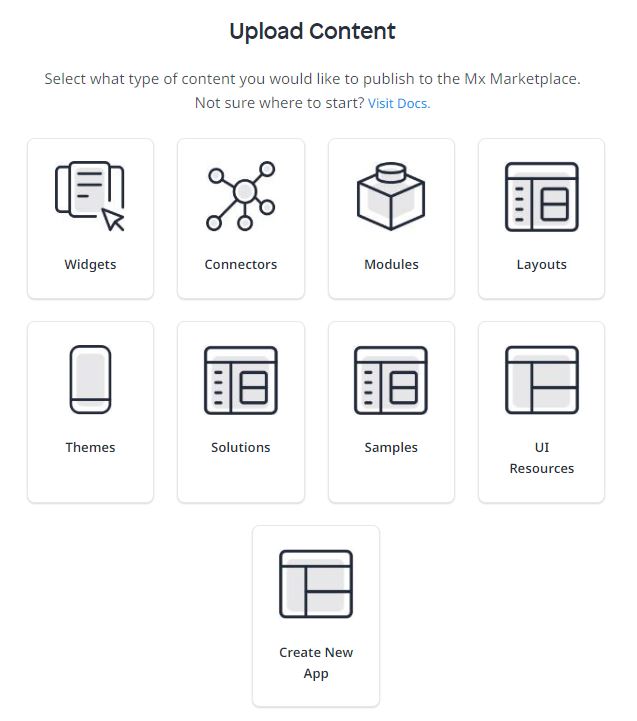 Upload Content
Select what type of content you would like to publish to the Mx Marketplace.
Not sure where to start? Visit Docs.
Widgets
Connectors
Modules
Layouts
Themes
Solutions
Samples
UI
Resources
Create New
App